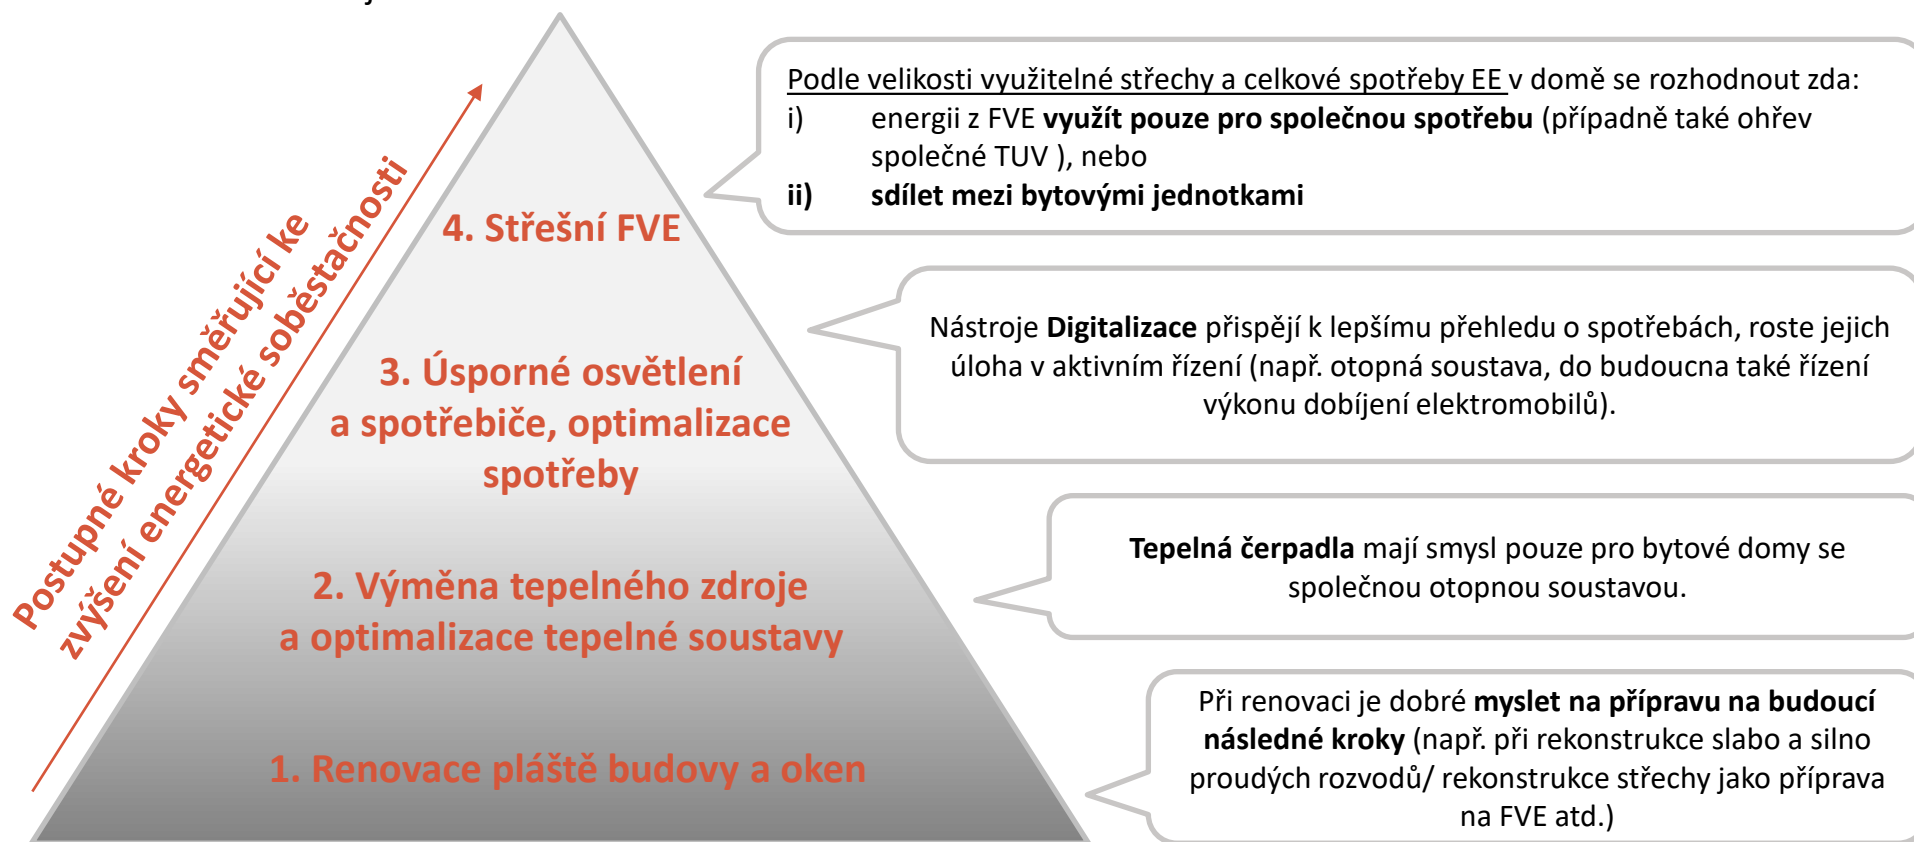 Postupné kroky směřující ke
zvýšení energetické soběstačnosti
4. Střešní FVE
3. Úsporné osvětlení
a spotřebiče, optimalizace
spotřeby
2. Výměna tepelného zdroje
a optimalizace tepelné soustavy
1. Renovace pláště budovy a oken
Podle velikosti využitelné střechy a celkové spotřeby EE v domě se rozhodnout zda:
i) energii z FVE využít pouze pro společnou spotřebu (případně také ohřev
společné TUV ), nebo
ii) sdílet mezi bytovými jednotkami
Nástroje Digitalizace přispějí k lepšímu přehledu o spotřebách, roste jejich
úloha v aktivním řízení (např. otopná soustava, do budoucna také řízení
výkonu dobíjení elektromobilů).
Tepelná čerpadla mají smysl pouze pro bytové domy se
společnou otopnou soustavou.
Při renovaci je dobré myslet na přípravu na budoucí
následné kroky (např. při rekonstrukce slabo a silno
proudých rozvodů/ rekonstrukce střechy jako příprava
na FVE atd.)